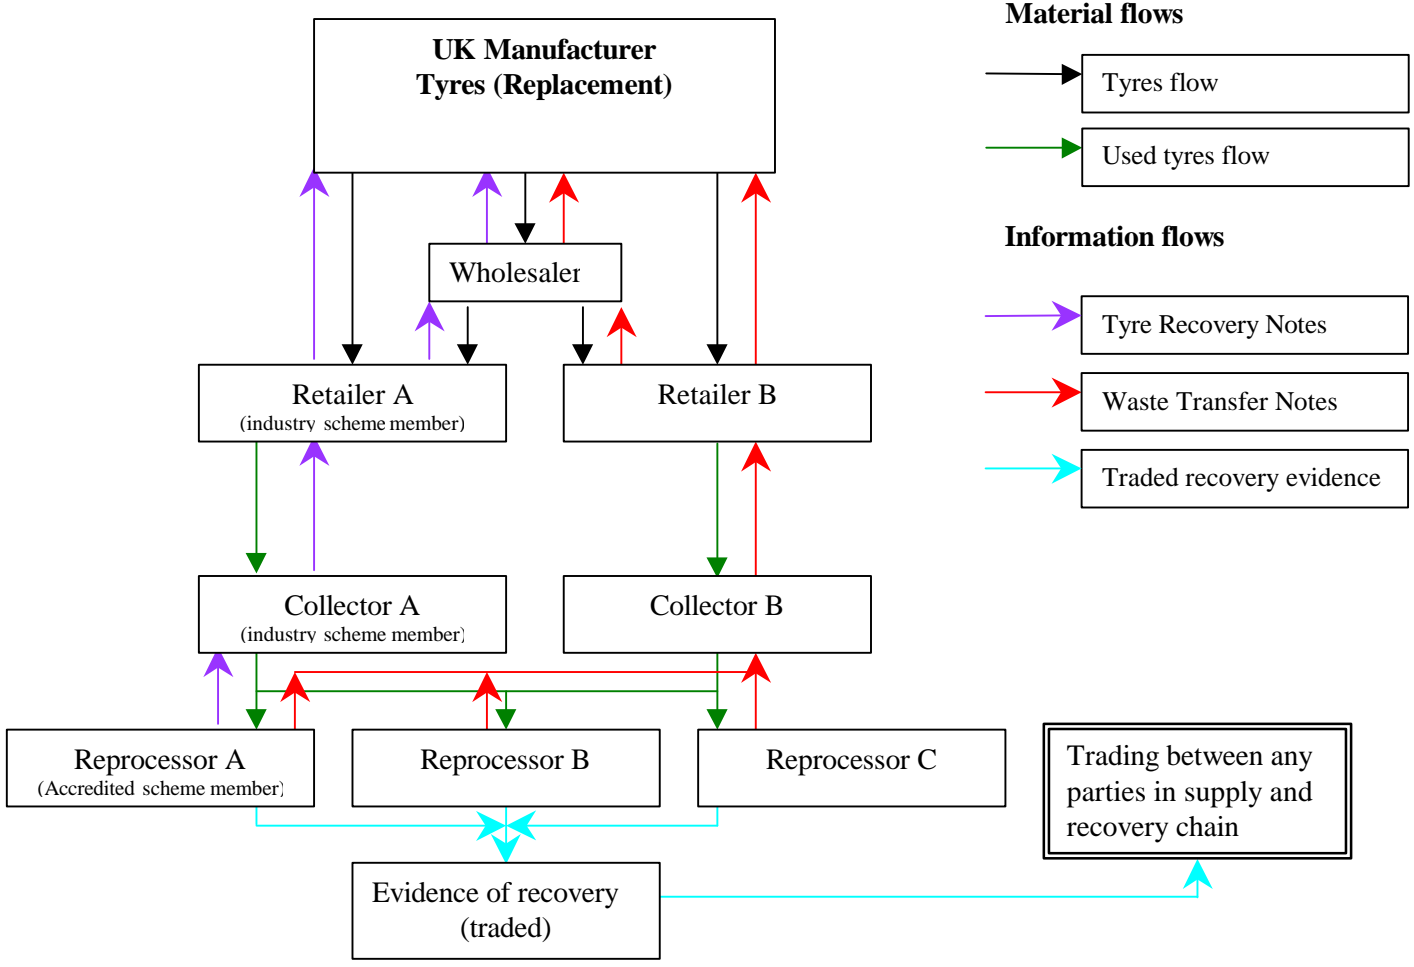 Material flows
UK Manufacturer
Tyres (Replacement)
Tyres flow
Used tyres flow
Information flows
Wholesaler
Tyre Recovery Notes
Retailer A
(industry scheme member)
Retailer B
Waste Transfer Notes
Traded recovery evidence
Collector A
(industry scheme member)
Collector B
Reprocessor A
(Accredited scheme member)
Reprocessor B
Reprocessor C
Trading between any
parties in supply and
recovery chain
Evidence of recovery
(traded)